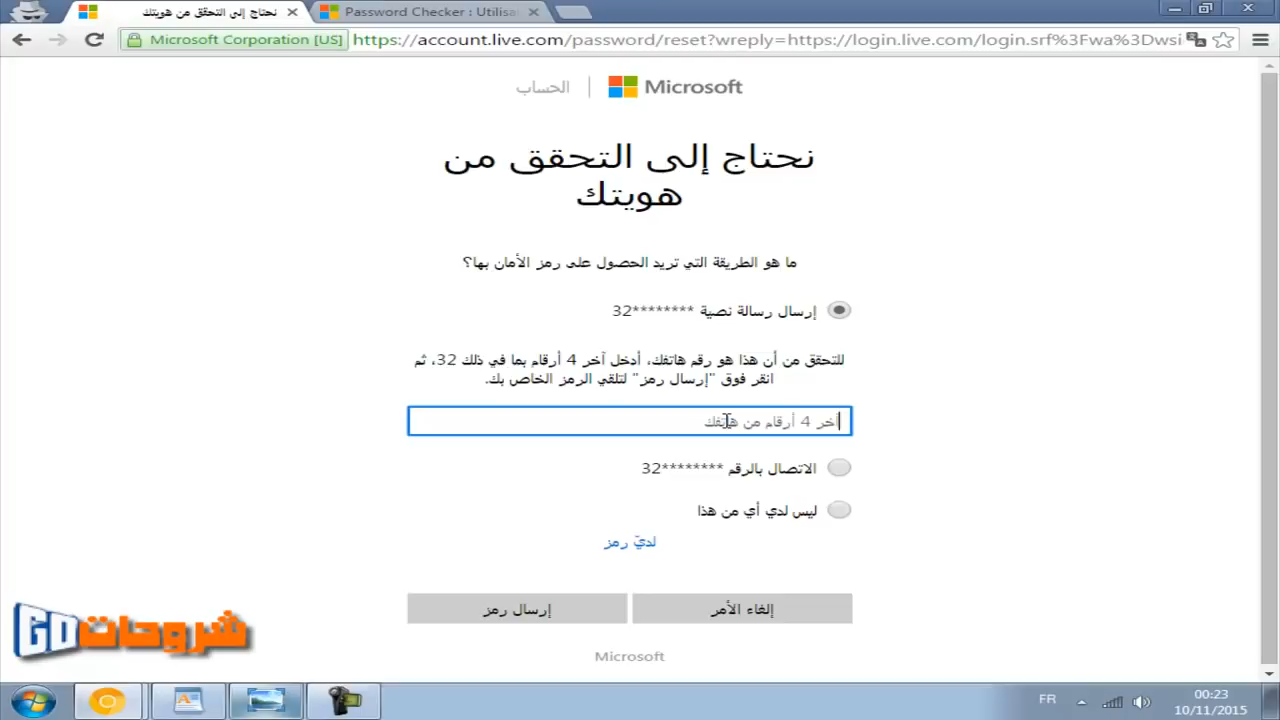 نحتاج إلى التحقق من هويتك
Password Checker : Utilisa
Microsoft Corporation [US]
https://account.live.com/password/reset?wreply=https://login.live.com/login.srf%3Fwa%3Dwsi
Microsoft
الحساب
نحتاج إلى التحقق من
هويتك
ما هو الطريقة التي تريد الحصول على رمز الأمان بها؟
إرسال رسالة نصية ********32
للتحقق من أن هذا هو رقم هاتفك، أدخل آخر 4 أرقام بما في ذلك 32، ثم
انقر فوق "إرسال رمز" لتلقي الرمز الخاص بك.
آخر 4 أرقام من هاتفك
الاتصال بالرقم ********32
ليس لدي أي من هذا
لديّ رمز
إلغاء الأمر
إرسال رمز
Microsoft
GO شروحات
FR
00:23
10/11/2015